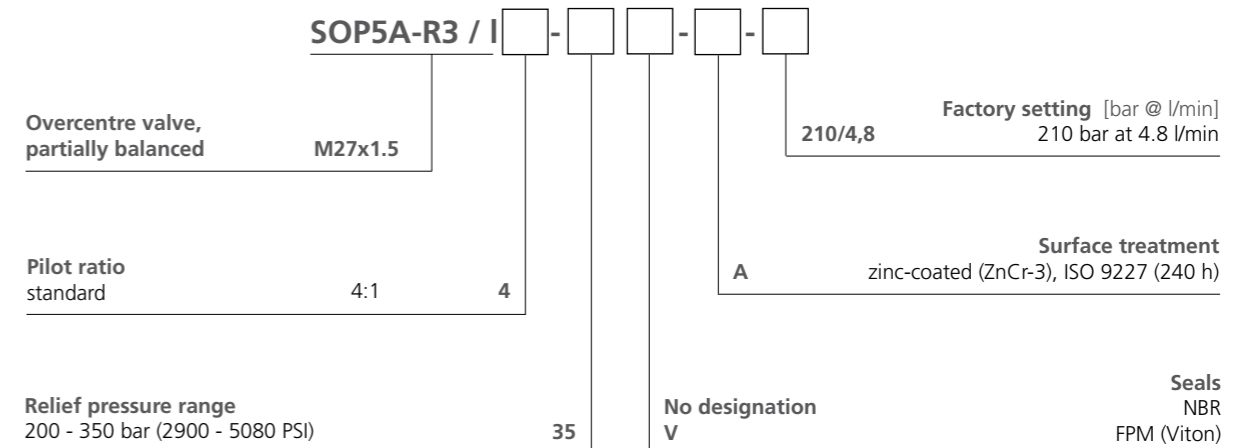 SOP5A-R3 / I - - -
Factory setting [bar @ l/min]
210/4,8 210 bar at 4.8 l/min
Overcentre valve,
partially balanced M27x1.5
Surface treatment
A zinc-coated (ZnCr-3), ISO 9227 (240 h)
Pilot ratio
standard 4:1 4
Seals
No designation NBR
V FPM (Viton)
Relief pressure range
200 - 350 bar (2900 - 5080 PSI) 35